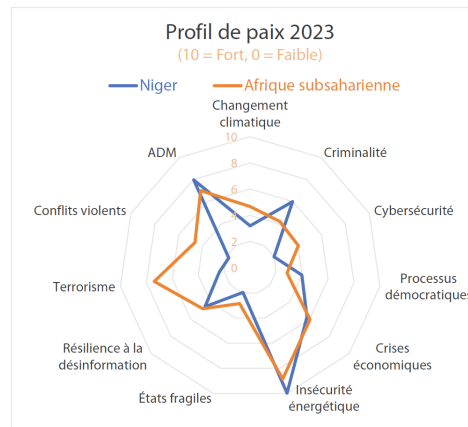 Profil de paix 2023
(10 = Fort, 0 = Faible)
Niger
Afrique subsaharienne
Changement
climatique
Criminalité
Cybersécurité
Processus
démocratiques
Crises
économiques
Insécurité
énergétique
États fragiles
Résilience à la
désinformation
Terrorisme
Conflits violents
ADM
10
8
6
4
2
0